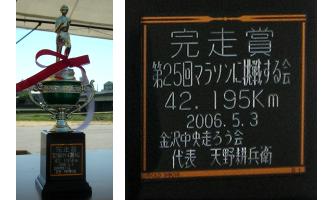 完走賞
第25回マラソンに挑戦する会
42.195Km
2006.5.3
金沢中央走ろう会
代表 天野耕兵衛